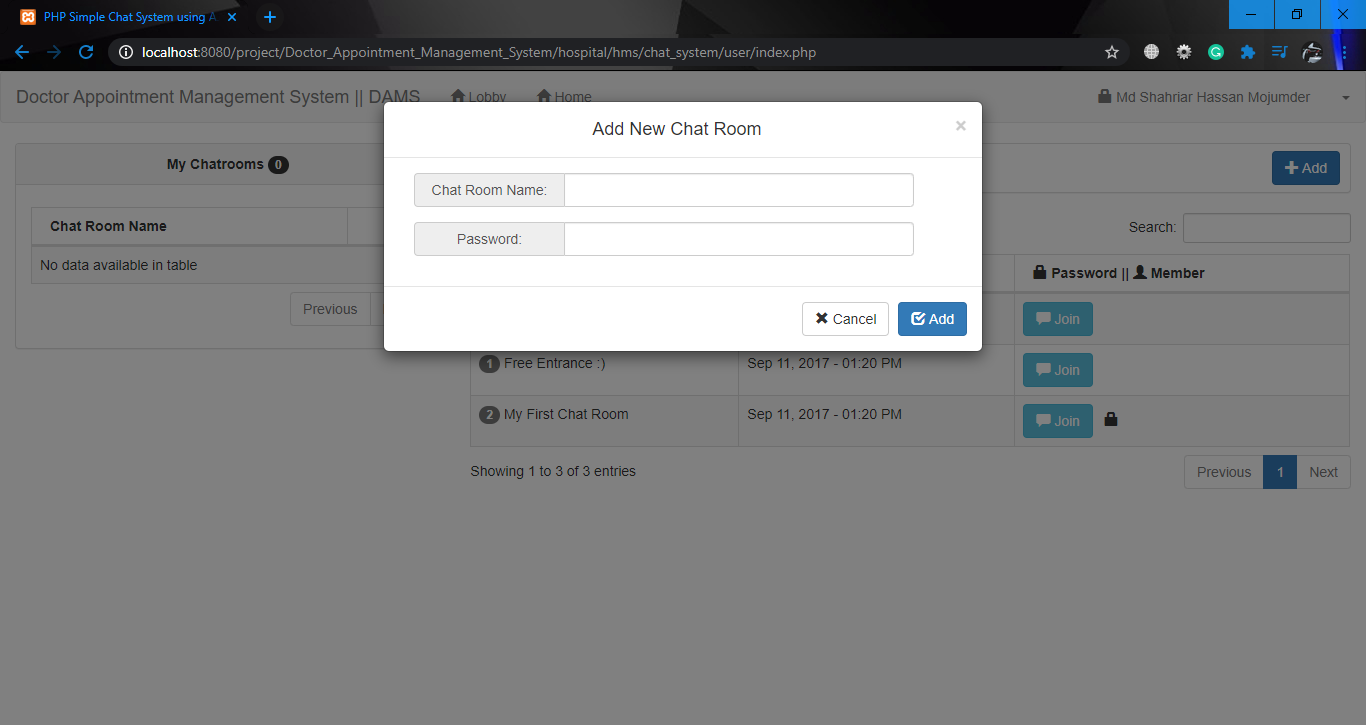 PHP Simple Chat System using A
localhost:8080/project/Doctor_Appointment_Management_System/hospital/hms/chat_system/user/index.php
Doctor Appointment Management System || DAMS Lobby Home Md Shahriar Hassan Mojumder
Add New Chat Room ×
My Chatrooms 0
Add
Chat Room Name:
Password:
Chat Room Name
Search:
No data available in table
Password || Member
Previous
Cancel Add
Join
1 Free Entrance :) Sep 11, 2017 - 01:20 PM Join
2 My First Chat Room Sep 11, 2017 - 01:20 PM Join
Showing 1 to 3 of 3 entries
Previous 1 Next